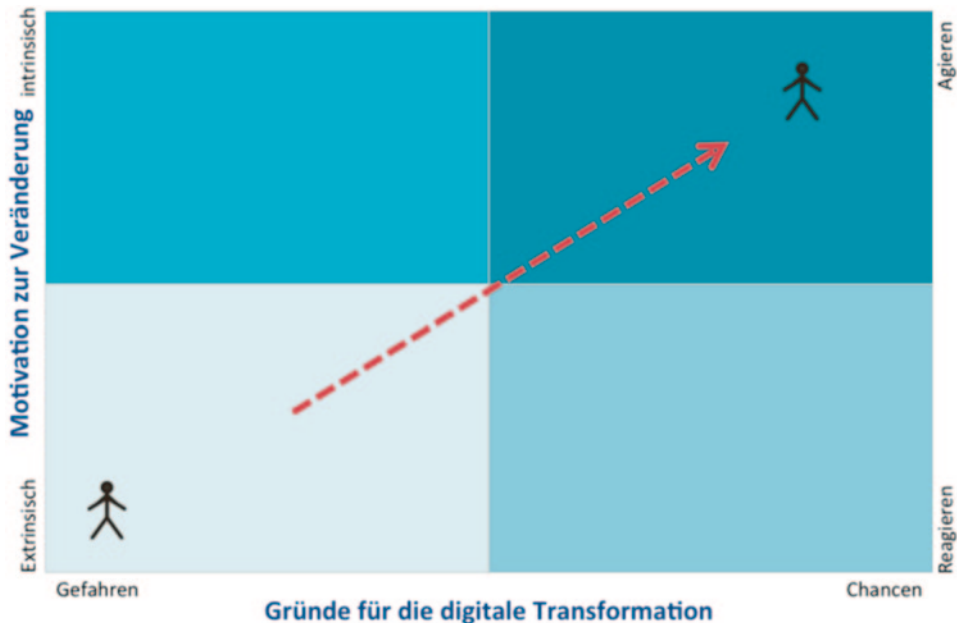 intrinsisch
Motivation zur Veränderung
Extrinsisch
Agieren
Reagieren
Gefahren
Chancen
Gründe für die digitale Transformation